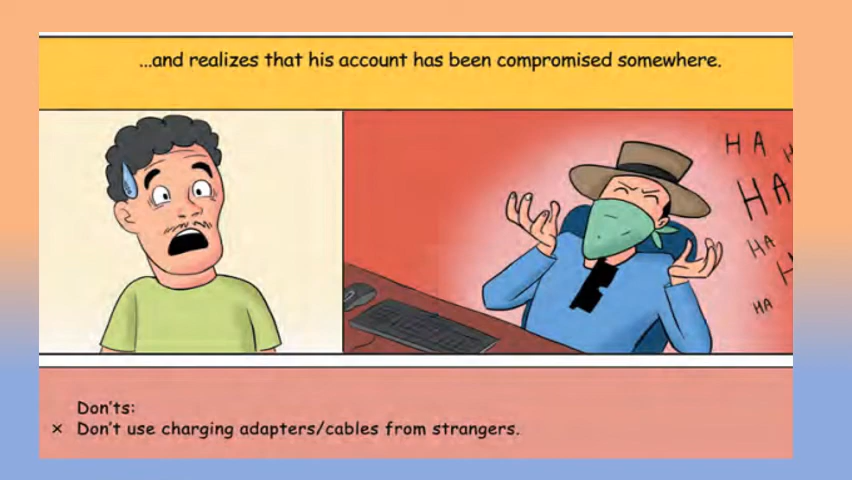 ...and realizes that his account has been compromised somewhere.
HA
HA
HA
HA
Don'ts:
× Don't use charging adapters/cables from strangers.